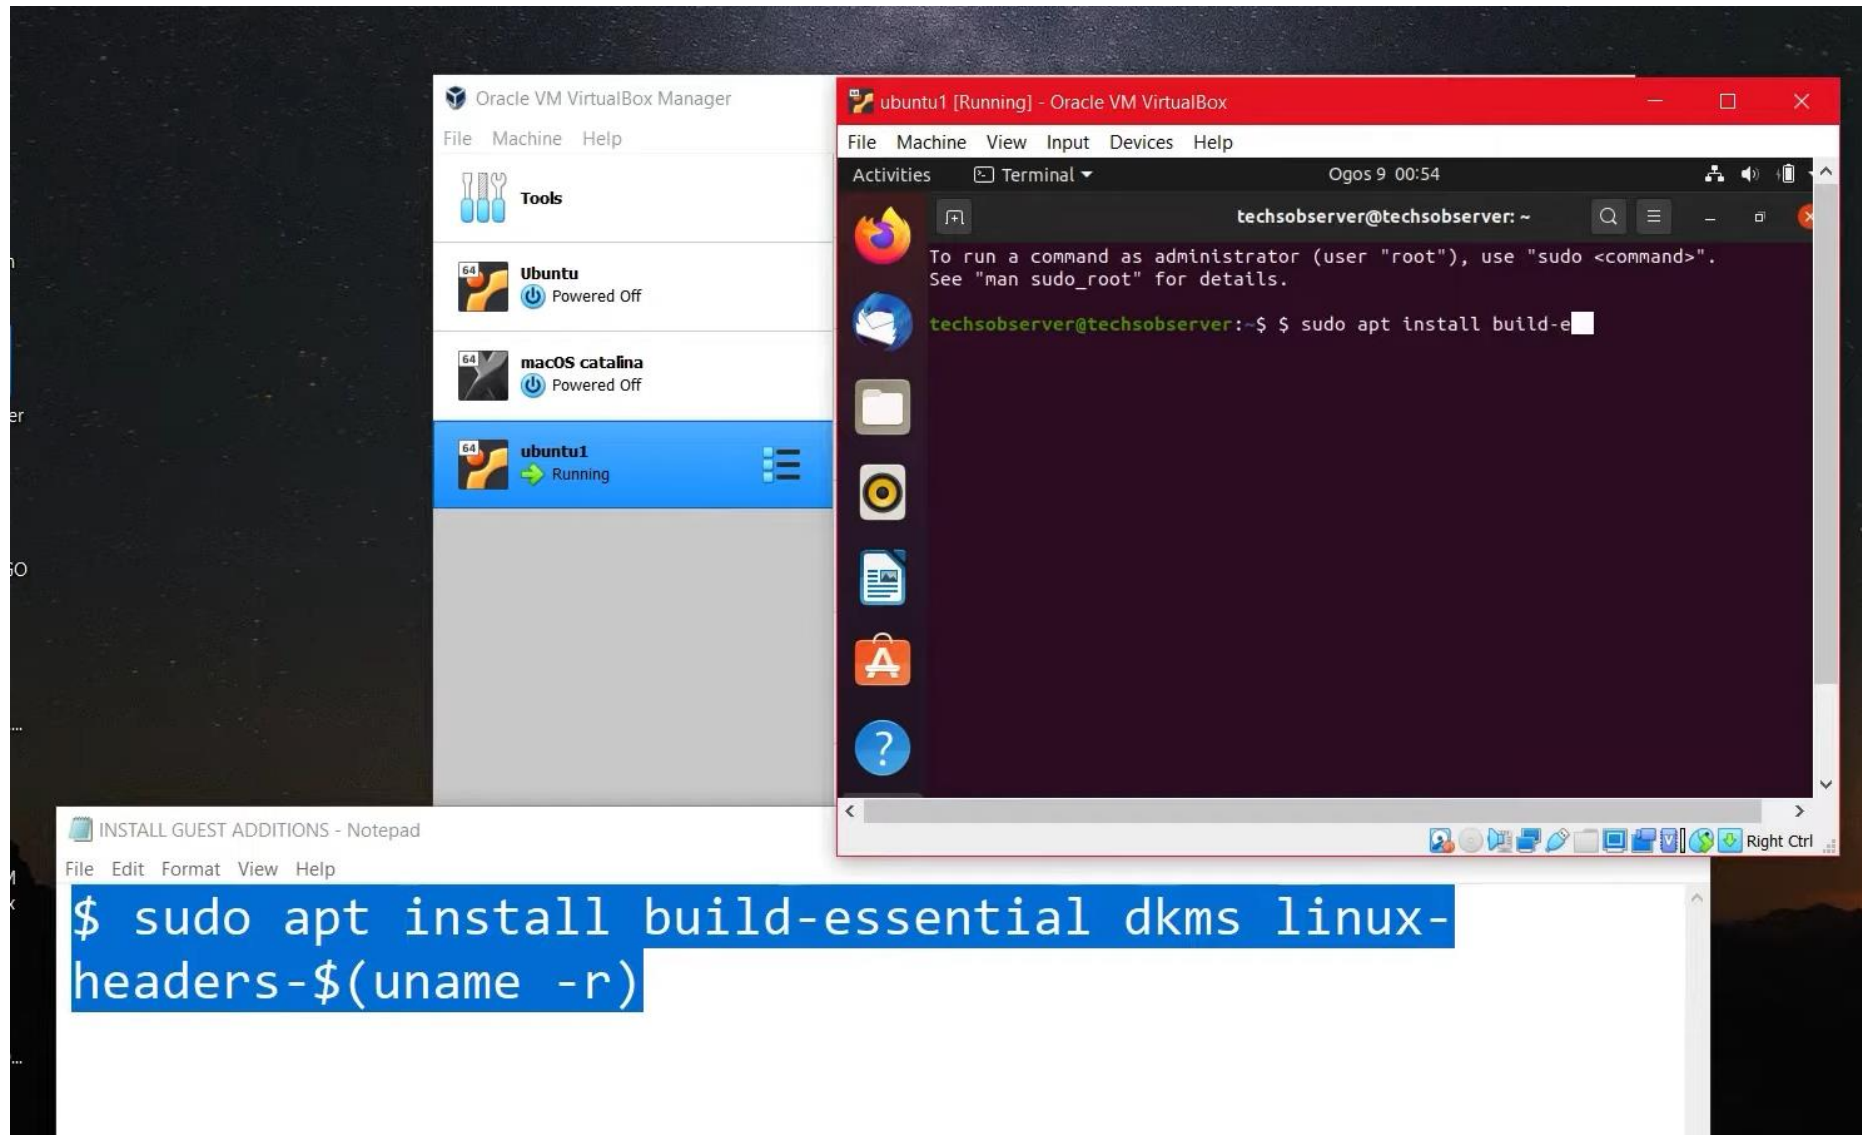 Oracle VM VirtualBox Manager
File Machine Help
Tools
64
Ubuntu
Powered Off
64
macOS catalina
Powered Off
64
ubuntu1
Running
ubuntu1 [Running] - Oracle VM VirtualBox
File Machine View Input Devices Help
Activities Terminal Ogos 9 00:54
techsobserver@techsobserver: ~
To run a command as administrator (user "root"), use "sudo <command>".
See "man sudo_root" for details.
techsobserver@techsobserver:~$ $ sudo apt install build-e
Right Ctrl
INSTALL GUEST ADDITIONS - Notepad
File Edit Format View Help
$ sudo apt install build-essential dkms linux-
headers-$(uname -r)